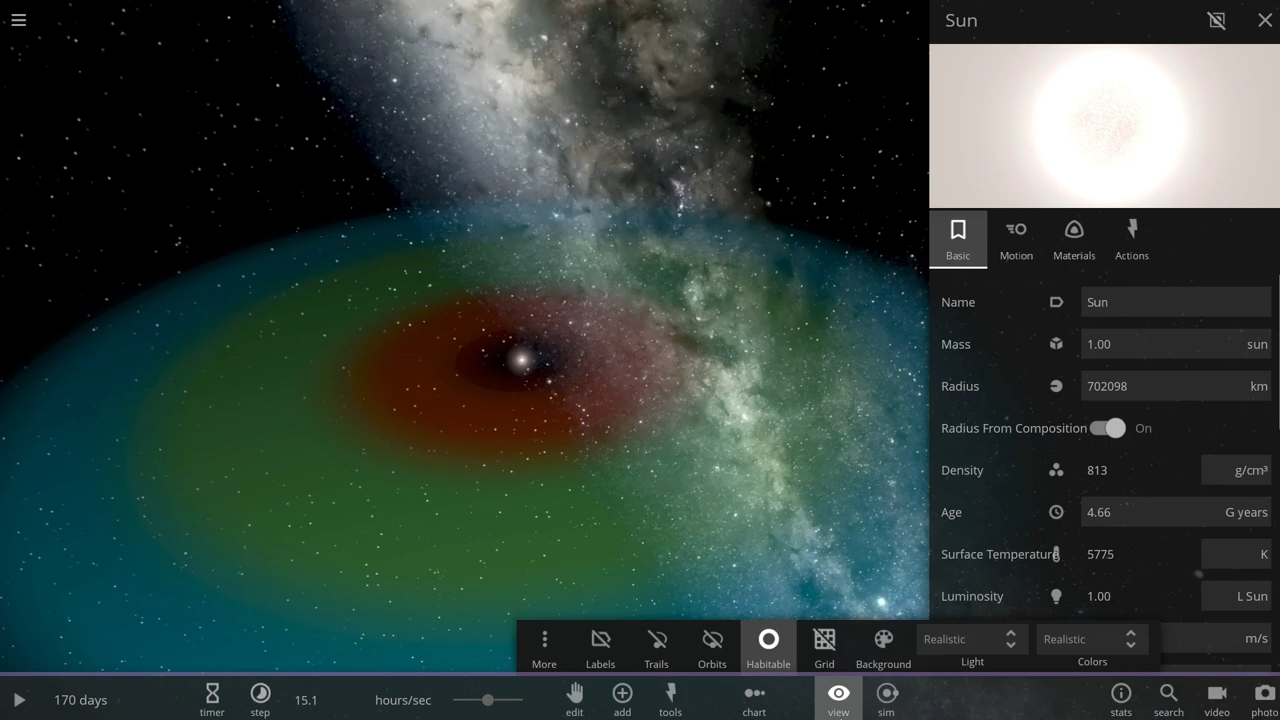 Sun
Basic
Motion
Materials
Actions
Name
Sun
Mass
1.00
sun
Radius
702098
km
Radius From Composition
On
Density
813
g/cm³
Age
4.66
G years
Surface Temperature
5775
K
Luminosity
1.00
L Sun
m/s
More
Labels
Trails
Orbits
Habitable
Grid
Background
Realistic
Light
Realistic
Colors
170 days
timer
step
15.1
hours/sec
edit
add
tools
chart
view
sim
stats
search
video
photo